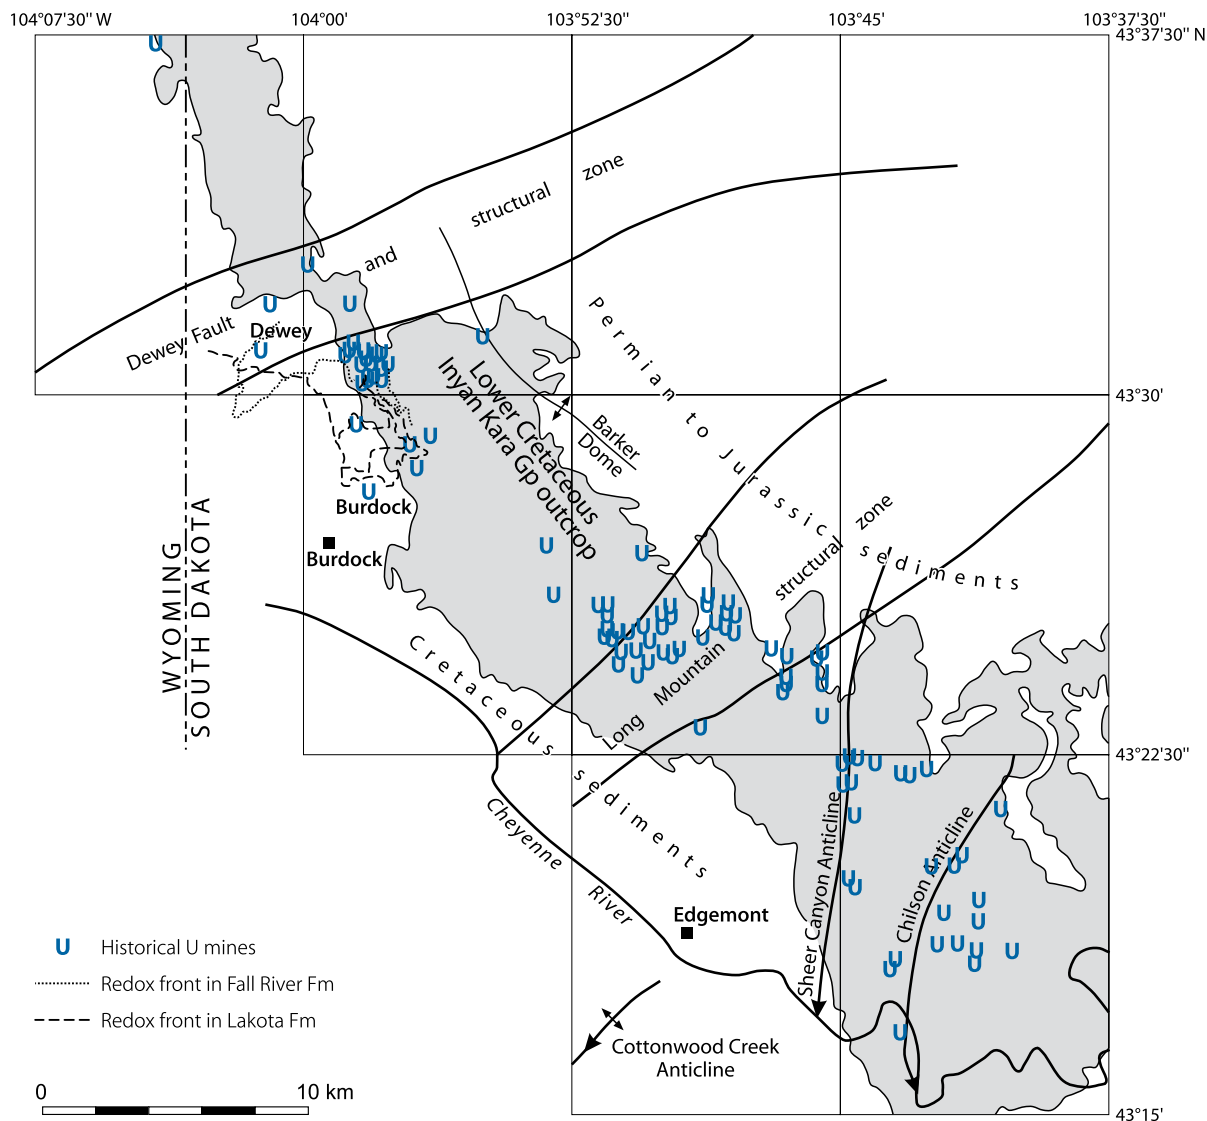 104°07'30" W
104°00'
103°52'30"
103°45'
103°37'30"
43°37'30" N
U
structural zone
and
Dewey Fault
Dewey
Permian to Jurassic sediments
Lower Cretaceous
Inyan Kara Gp outcrop
43°30'
Barker
Dome
Burdock
Burdock
WYOMING
SOUTH DAKOTA
structural zone
Long Mountain
Cretaceous sediments
43°22'30"
Cheyenne River
Sheer Canyon Anticline
Chilson Anticline
Edgemont
U Historical U mines
Redox front in Fall River Fm
Redox front in Lakota Fm
Cottonwood Creek
Anticline
0 10 km
43°15'